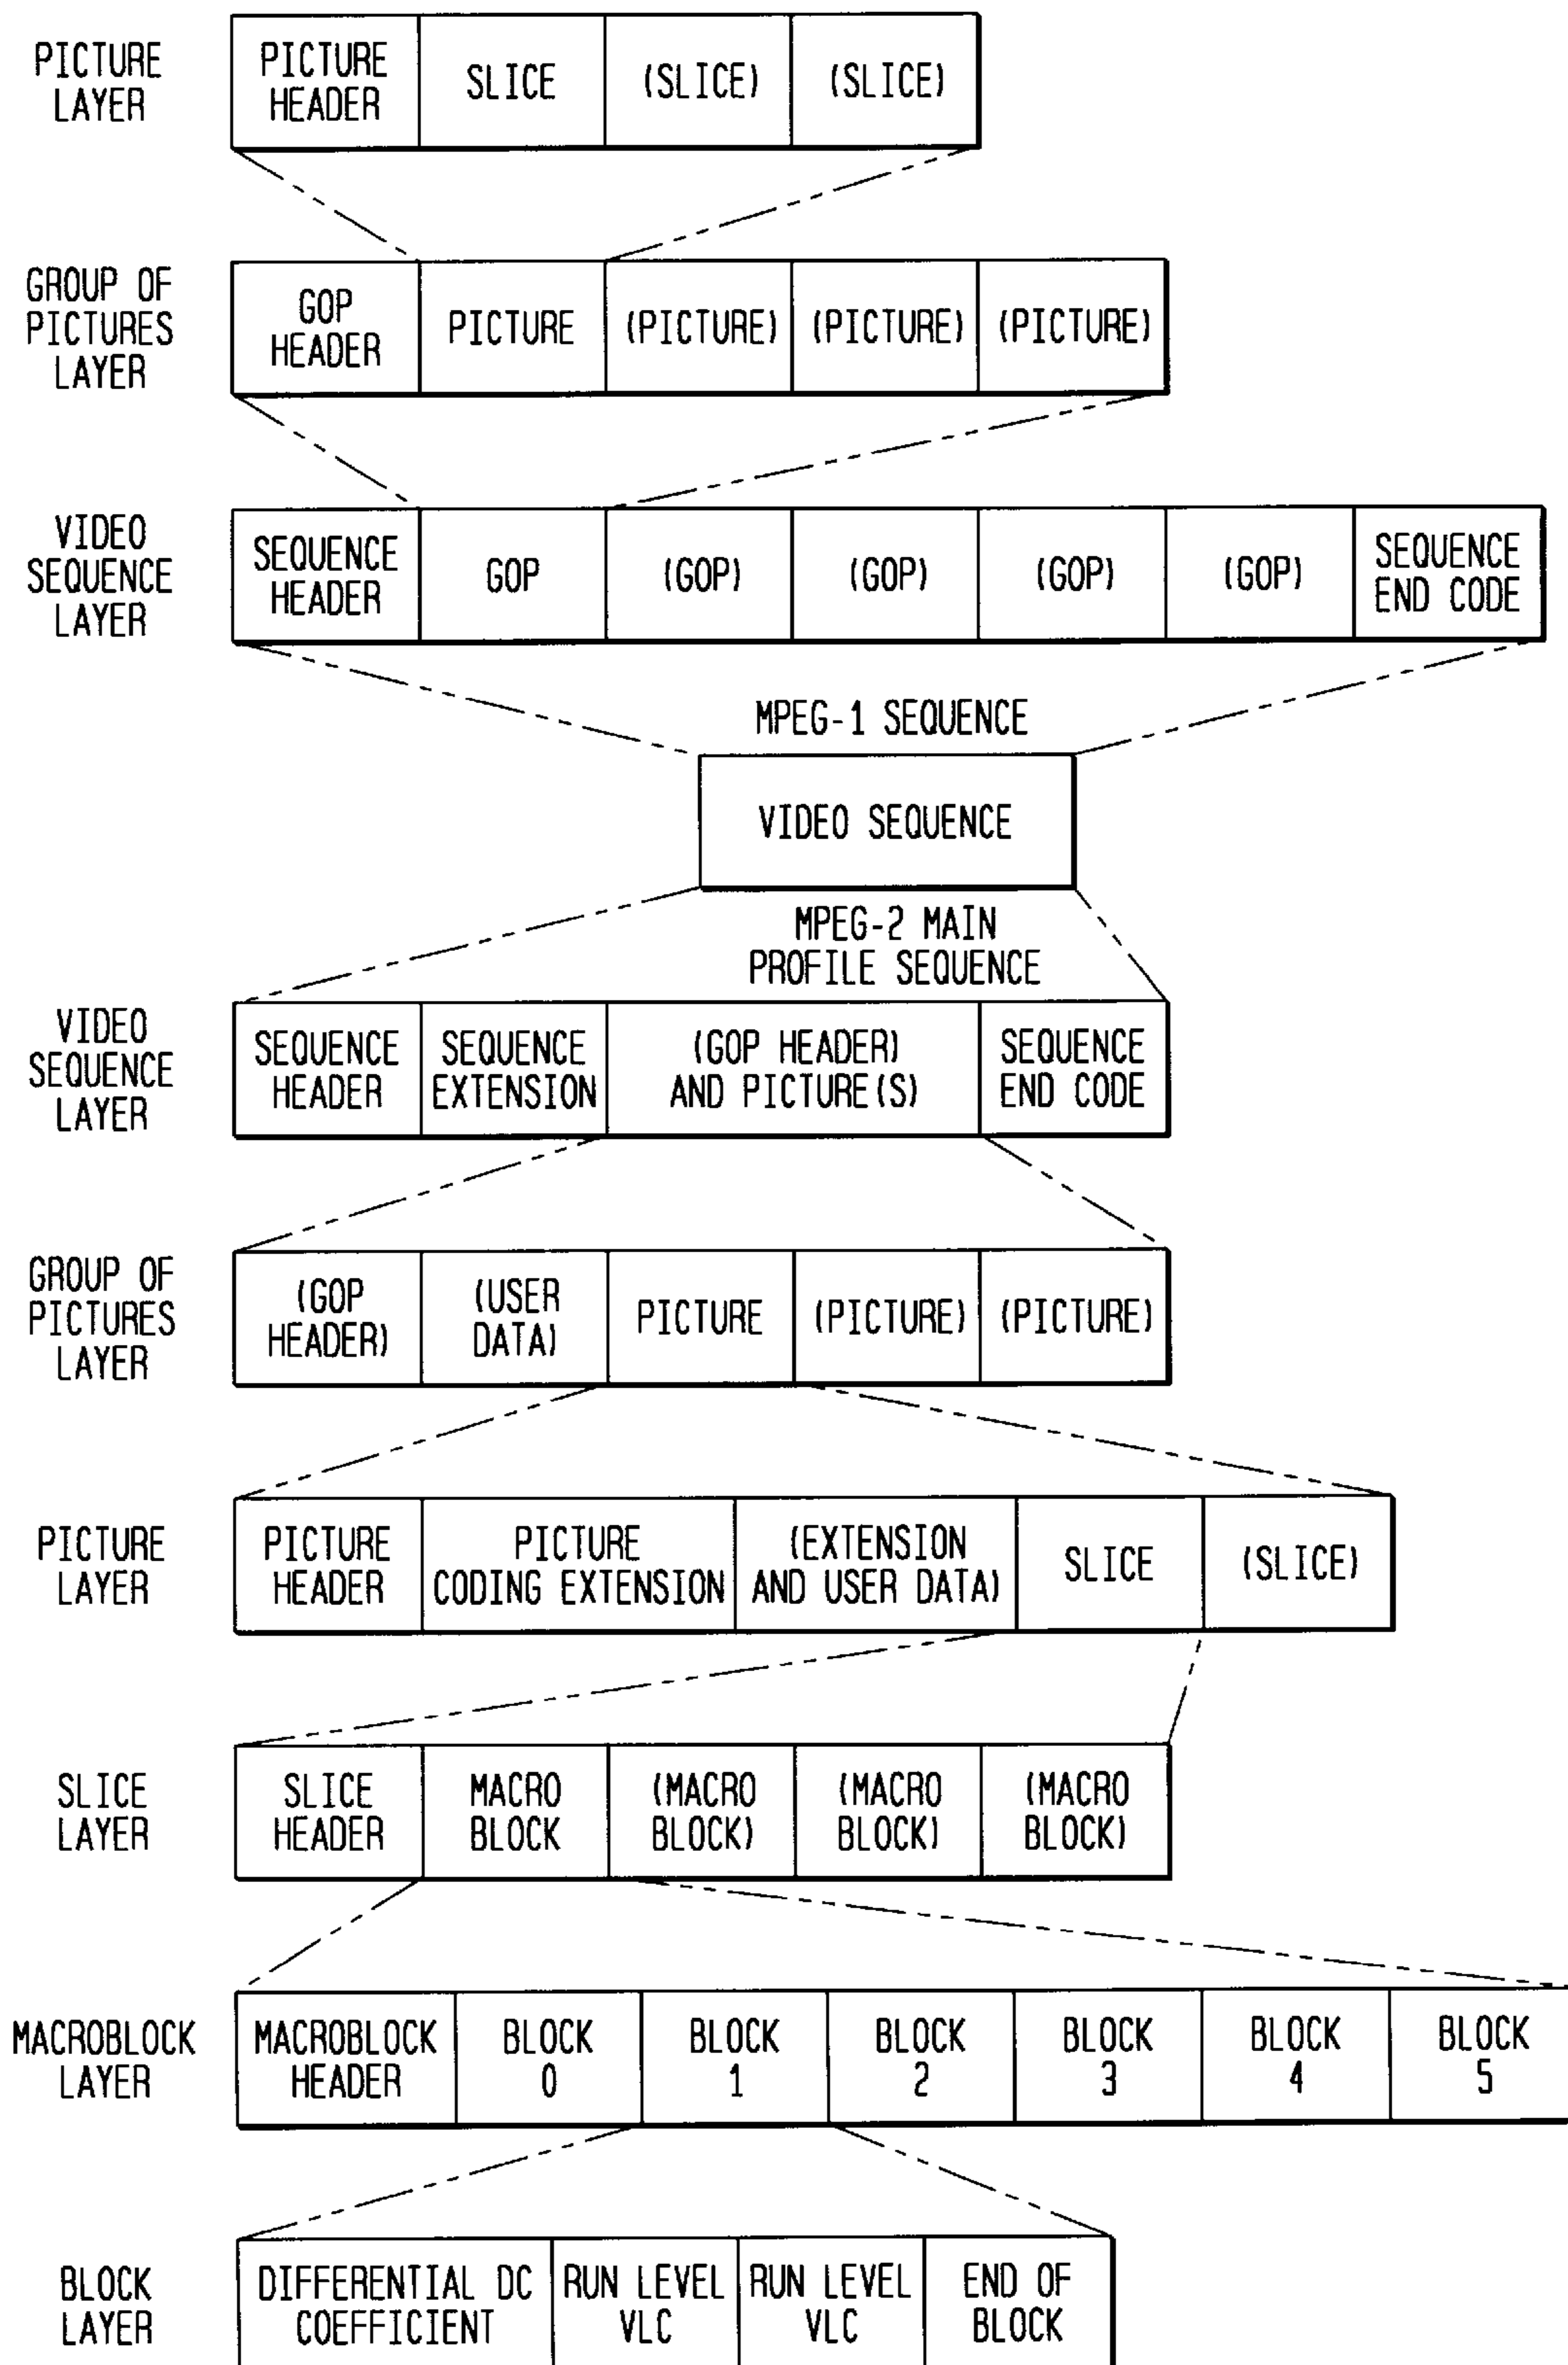 PICTURE
LAYER
PICTURE
HEADER
SLICE
(SLICE)
(SLICE)
GROUP OF
PICTURES
LAYER
GOP
HEADER
PICTURE
(PICTURE)
(PICTURE)
(PICTURE)
VIDEO
SEQUENCE
LAYER
SEQUENCE
HEADER
GOP
(GOP)
(GOP)
(GOP)
(GOP)
SEQUENCE
END CODE
MPEG-1 SEQUENCE
VIDEO SEQUENCE
MPEG-2 MAIN
PROFILE SEQUENCE
VIDEO
SEQUENCE
LAYER
SEQUENCE
HEADER
SEQUENCE
EXTENSION
(GOP HEADER)
AND PICTURE(S)
SEQUENCE
END CODE
GROUP OF
PICTURES
LAYER
(GOP
HEADER)
(USER
DATA)
PICTURE
(PICTURE)
(PICTURE)
PICTURE
LAYER
PICTURE
HEADER
PICTURE
CODING EXTENSION
(EXTENSION
AND USER DATA)
SLICE
(SLICE)
SLICE
LAYER
SLICE
HEADER
MACRO
BLOCK
(MACRO
BLOCK)
(MACRO
BLOCK)
(MACRO
BLOCK)
MACROBLOCK
LAYER
MACROBLOCK
HEADER
BLOCK
0
BLOCK
1
BLOCK
2
BLOCK
3
BLOCK
4
BLOCK
5
BLOCK
LAYER
DIFFERENTIAL DC
COEFFICIENT
RUN LEVEL
VLC
RUN LEVEL
VLC
END OF
BLOCK